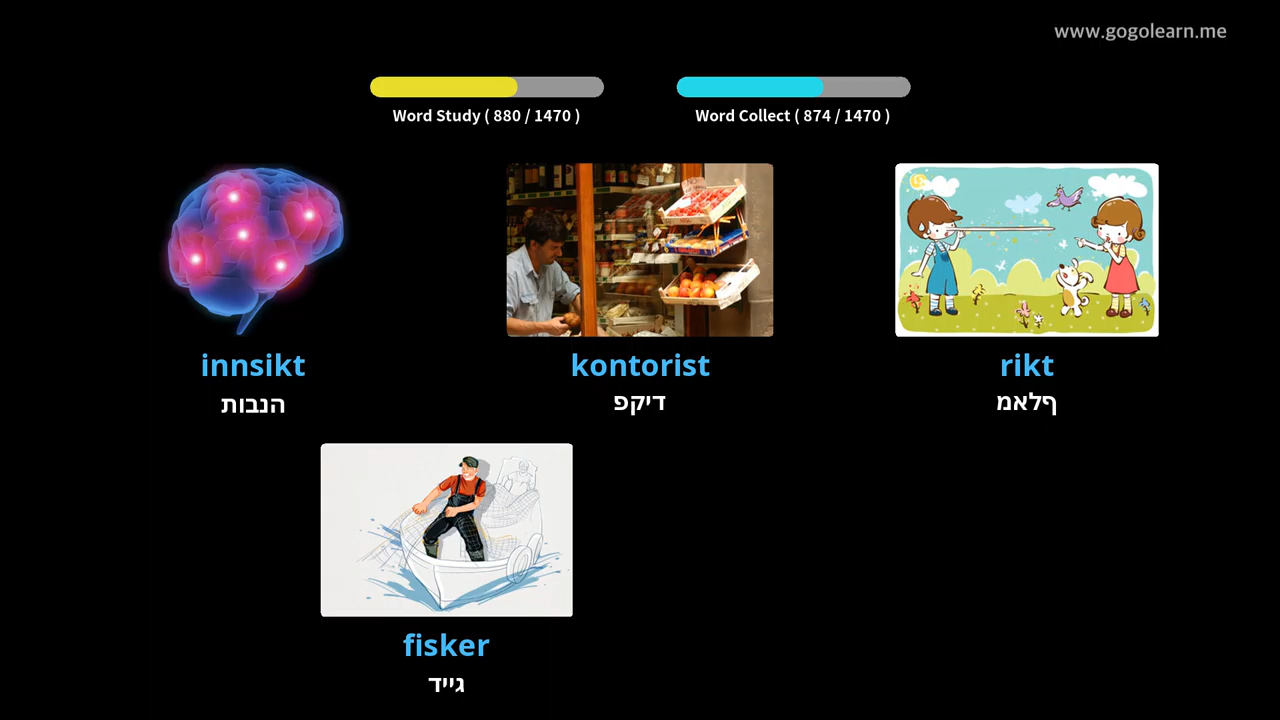 www.gogolearn.me
Word Study ( 880 / 1470 )
Word Collect ( 874 / 1470 )
innsikt
הנבות
kontorist
דיקפ
rikt
ףלאמ
fisker
גייד